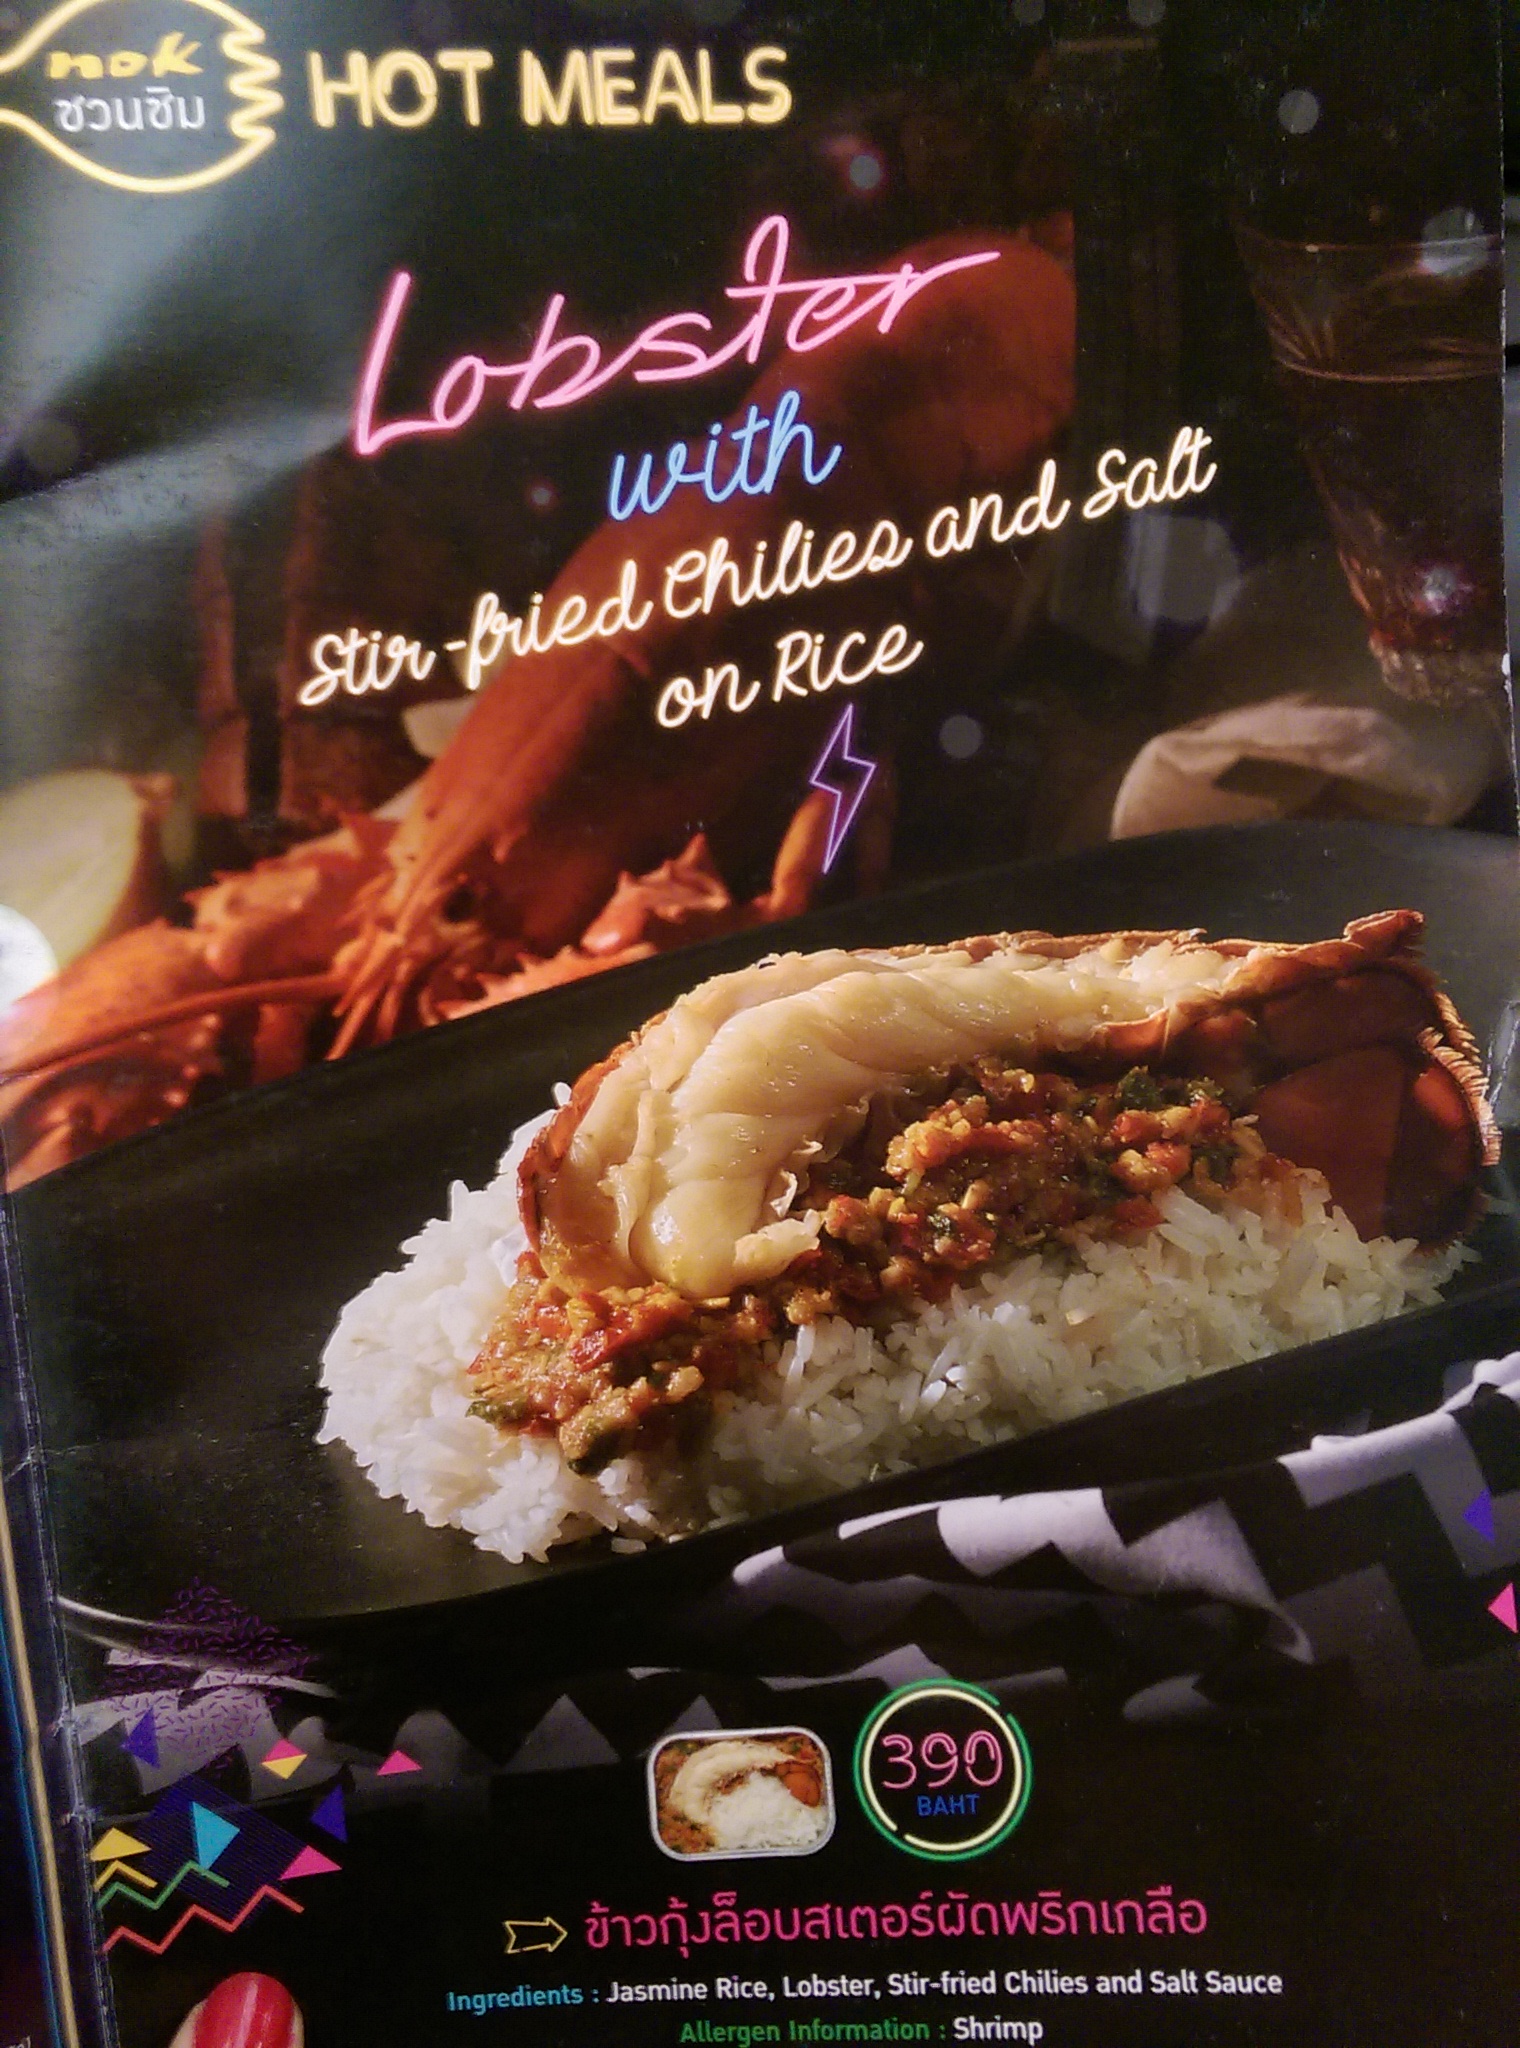 nok
ชวนชิม
HOT MEALS
Lobster
with
Stir-fried Chilies and Salt
on Rice
390
BAHT
ข้าวกุ้งล็อบสเตอร์ผัดพริกเกลือ
Ingredients : Jasmine Rice, Lobster, Stir-fried Chilies and Salt Sauce
Allergen Information : Shrimp